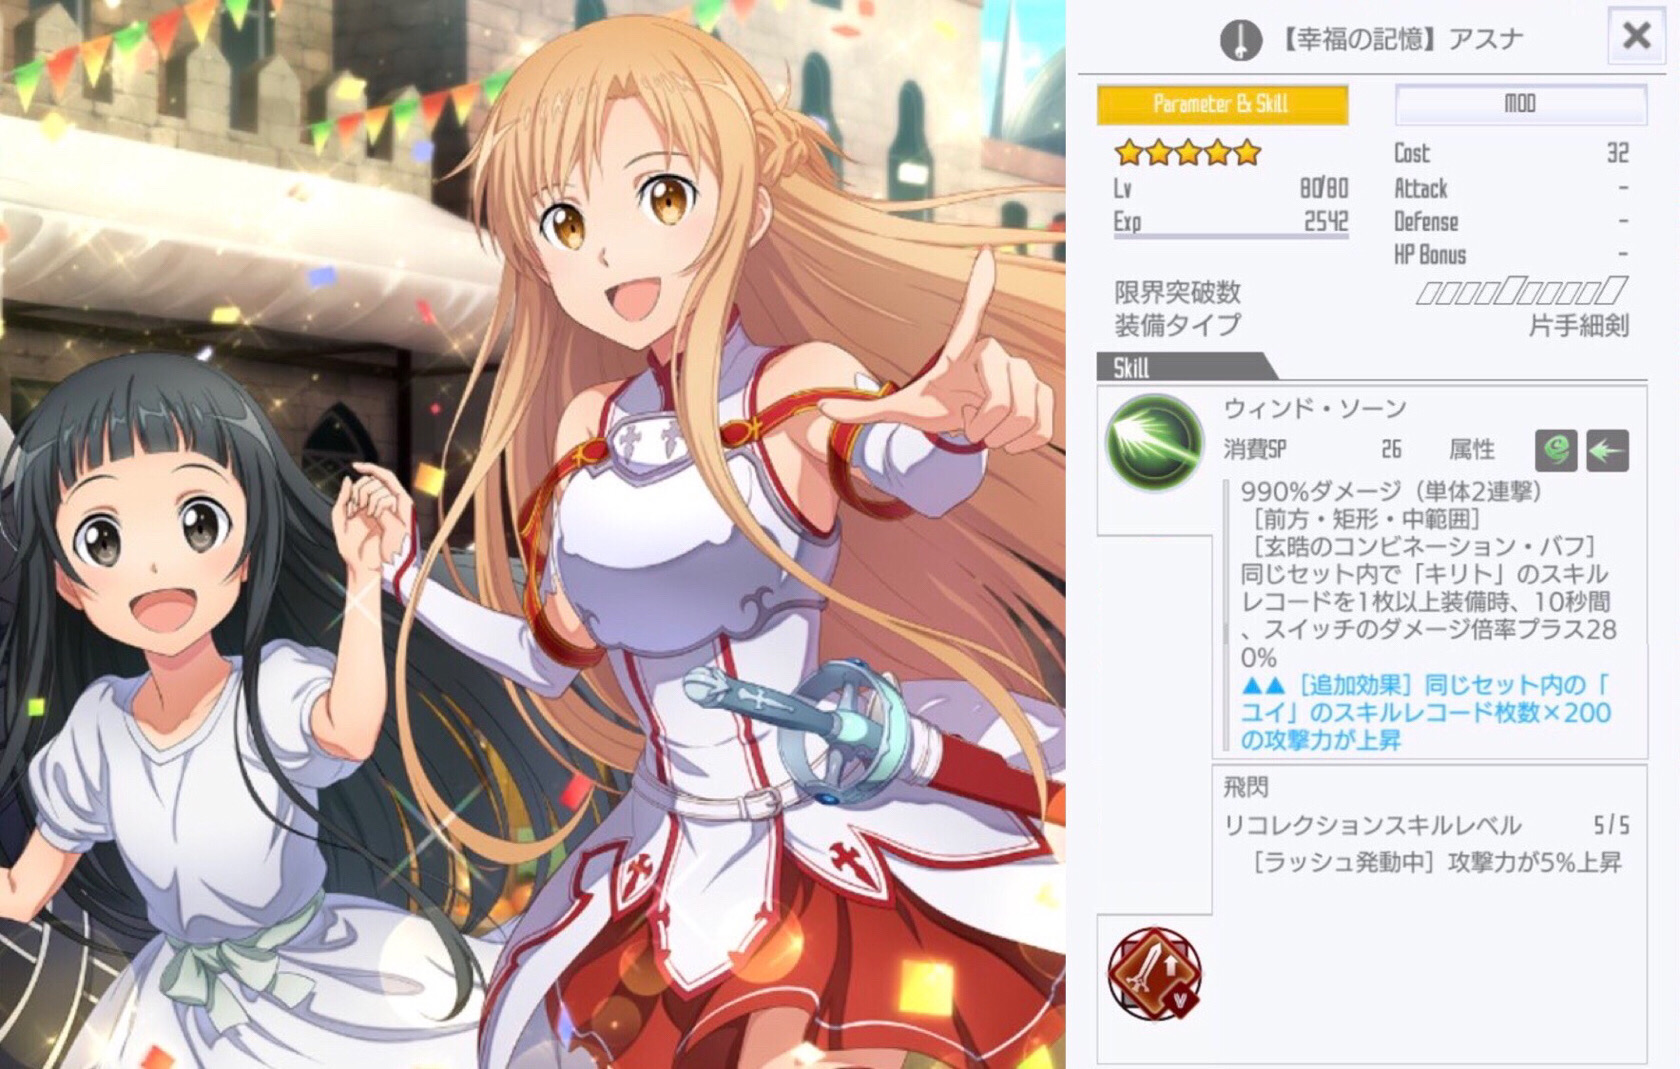 【幸福の記憶】アスナ
Parameter & Skill
MOD
Lv 80/80
Exp 2542
Cost 32
Attack -
Defense -
HP Bonus -
限界突破数
装備タイプ 片手細剣
Skill
ウィンド・ソーン
消費SP 26 属性
990%ダメージ（単体2連撃）
［前方・矩形・中範囲］
［玄晧のコンビネーション・バフ］
同じセット内で「キリト」のスキル
レコードを1枚以上装備時、10秒間
、スイッチのダメージ倍率プラス28
0%
▲▲［追加効果］同じセット内の「
ユイ」のスキルレコード枚数×200
の攻撃力が上昇
飛閃
リコレクションスキルレベル 5/5
［ラッシュ発動中］攻撃力が5%上昇
V